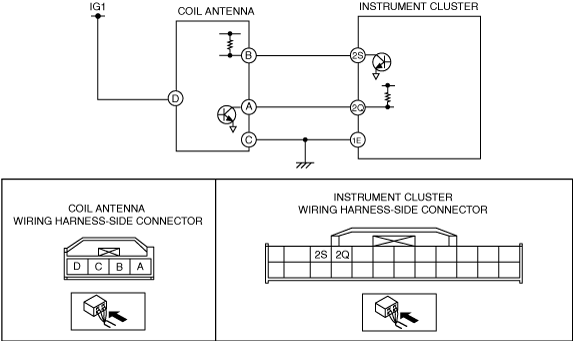 IG1
COIL ANTENNA
INSTRUMENT CLUSTER
B
2S
D
A
2Q
C
1E
COIL ANTENNA
WIRING HARNESS-SIDE CONNECTOR
D C B A
INSTRUMENT CLUSTER
WIRING HARNESS-SIDE CONNECTOR
2S 2Q